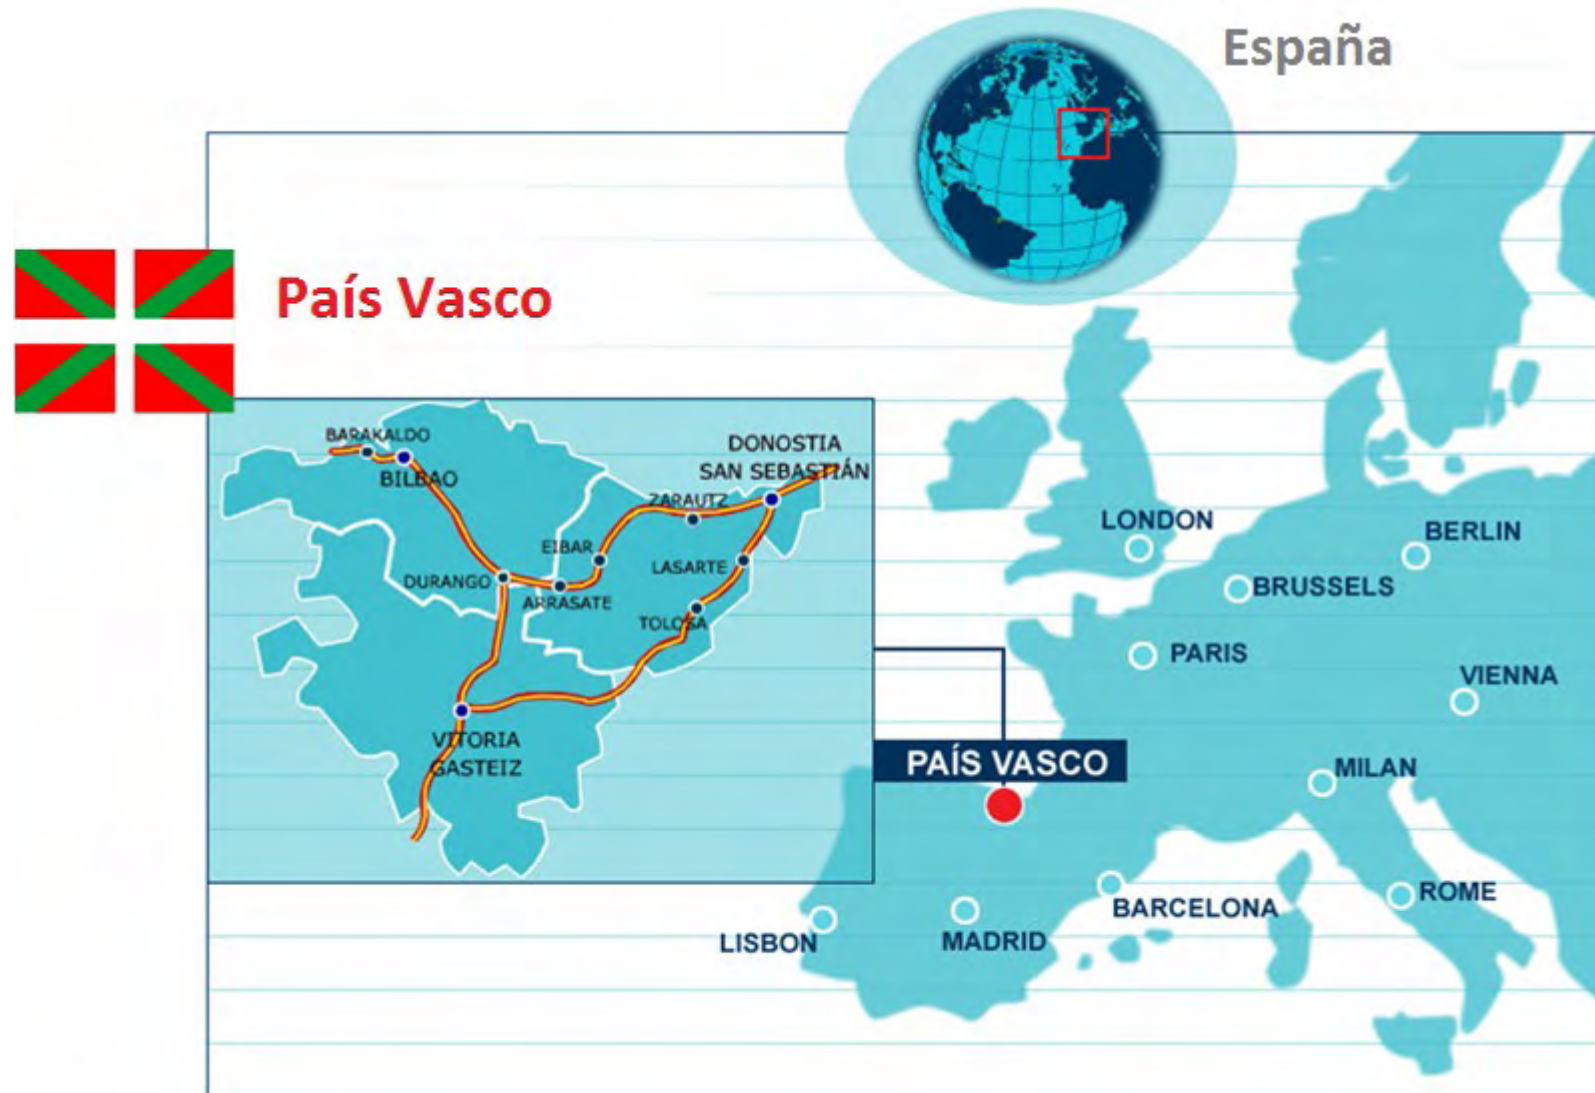 España
País Vasco
BARAKALDO
BILBAO
DONOSTIA
SAN SEBASTIÁN
ZARAUTZ
EIBAR
LASARTE
DURANGO
ARRASATE
TOLOSA
VITORIA
GASTEIZ
LONDON
BERLIN
BRUSSELS
PARIS
VIENNA
PAÍS VASCO
MILAN
ROME
BARCELONA
LISBON
MADRID